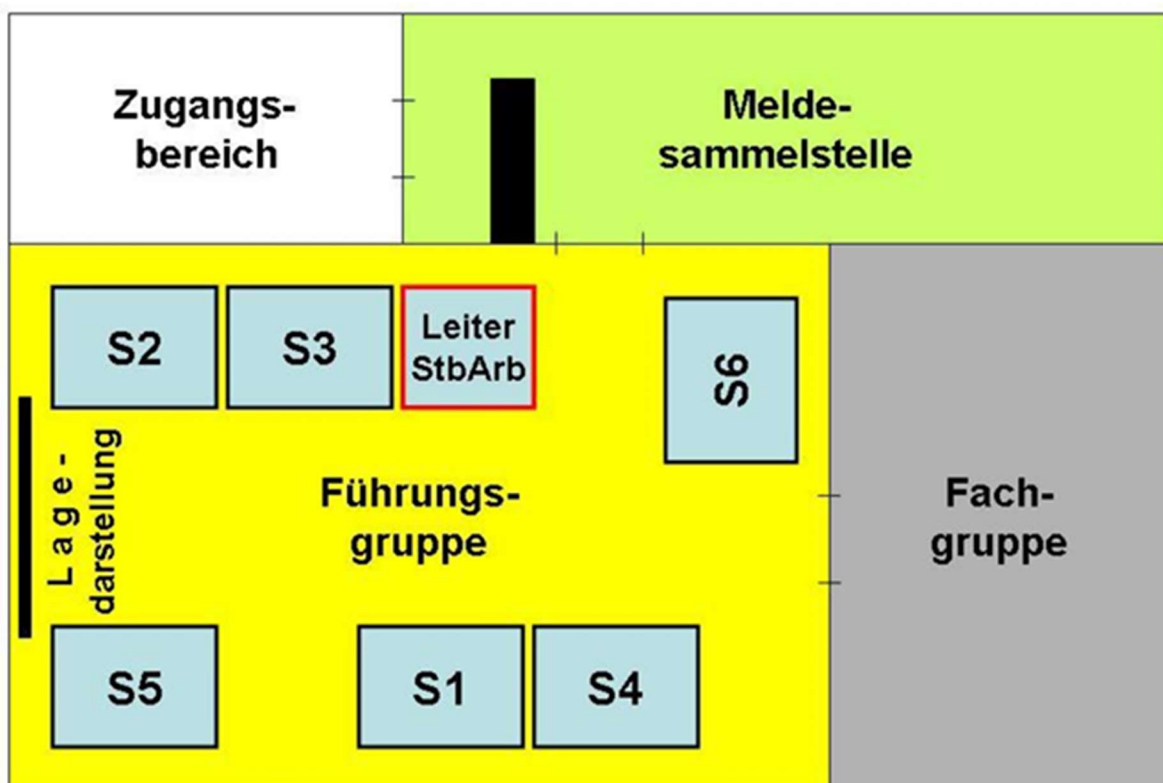 Zugangs-
bereich
Melde-
sammelstelle
S2
S3
Leiter
StbArb
S6
Lage-
darstellung
Führungs-
gruppe
Fach-
gruppe
S5
S1
S4